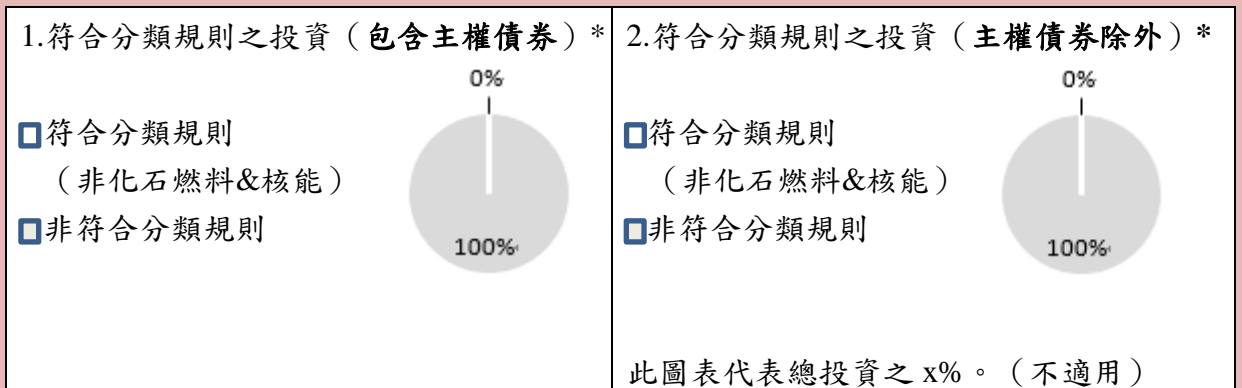 1.符合分類規則之投資（包含主權債券）*
0%
符合分類規則
（非化石燃料&核能）
非符合分類規則
100%
2.符合分類規則之投資（主權債券除外）*
0%
符合分類規則
（非化石燃料&核能）
非符合分類規則
100%
此圖表代表總投資之 x%。（不適用）